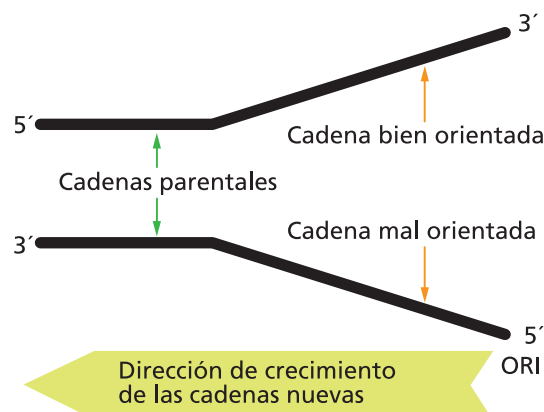 3´
5´
Cadena bien orientada
Cadenas parentales
Cadena mal orientada
3´
5´
ORI
Dirección de crecimiento
de las cadenas nuevas